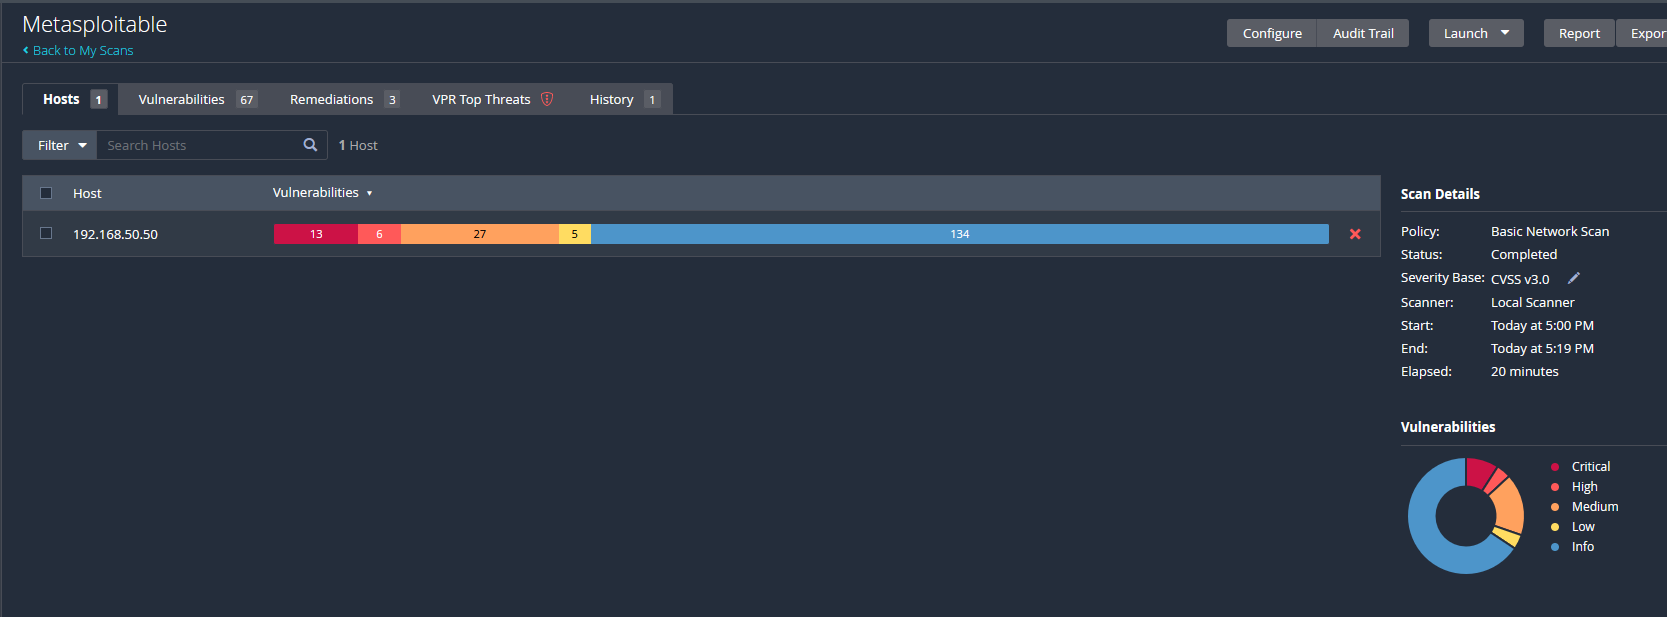 Metasploitable
Back to My Scans
Configure Audit Trail Launch Report Expor
Hosts 1 Vulnerabilities 67 Remediations 3 VPR Top Threats History 1
Filter Search Hosts 1 Host
Host Vulnerabilities
192.168.50.50 13 6 27 5 134
Scan Details
Policy: Basic Network Scan
Status: Completed
Severity Base: CVSS v3.0
Scanner: Local Scanner
Start: Today at 5:00 PM
End: Today at 5:19 PM
Elapsed: 20 minutes
Vulnerabilities
Critical
High
Medium
Low
Info